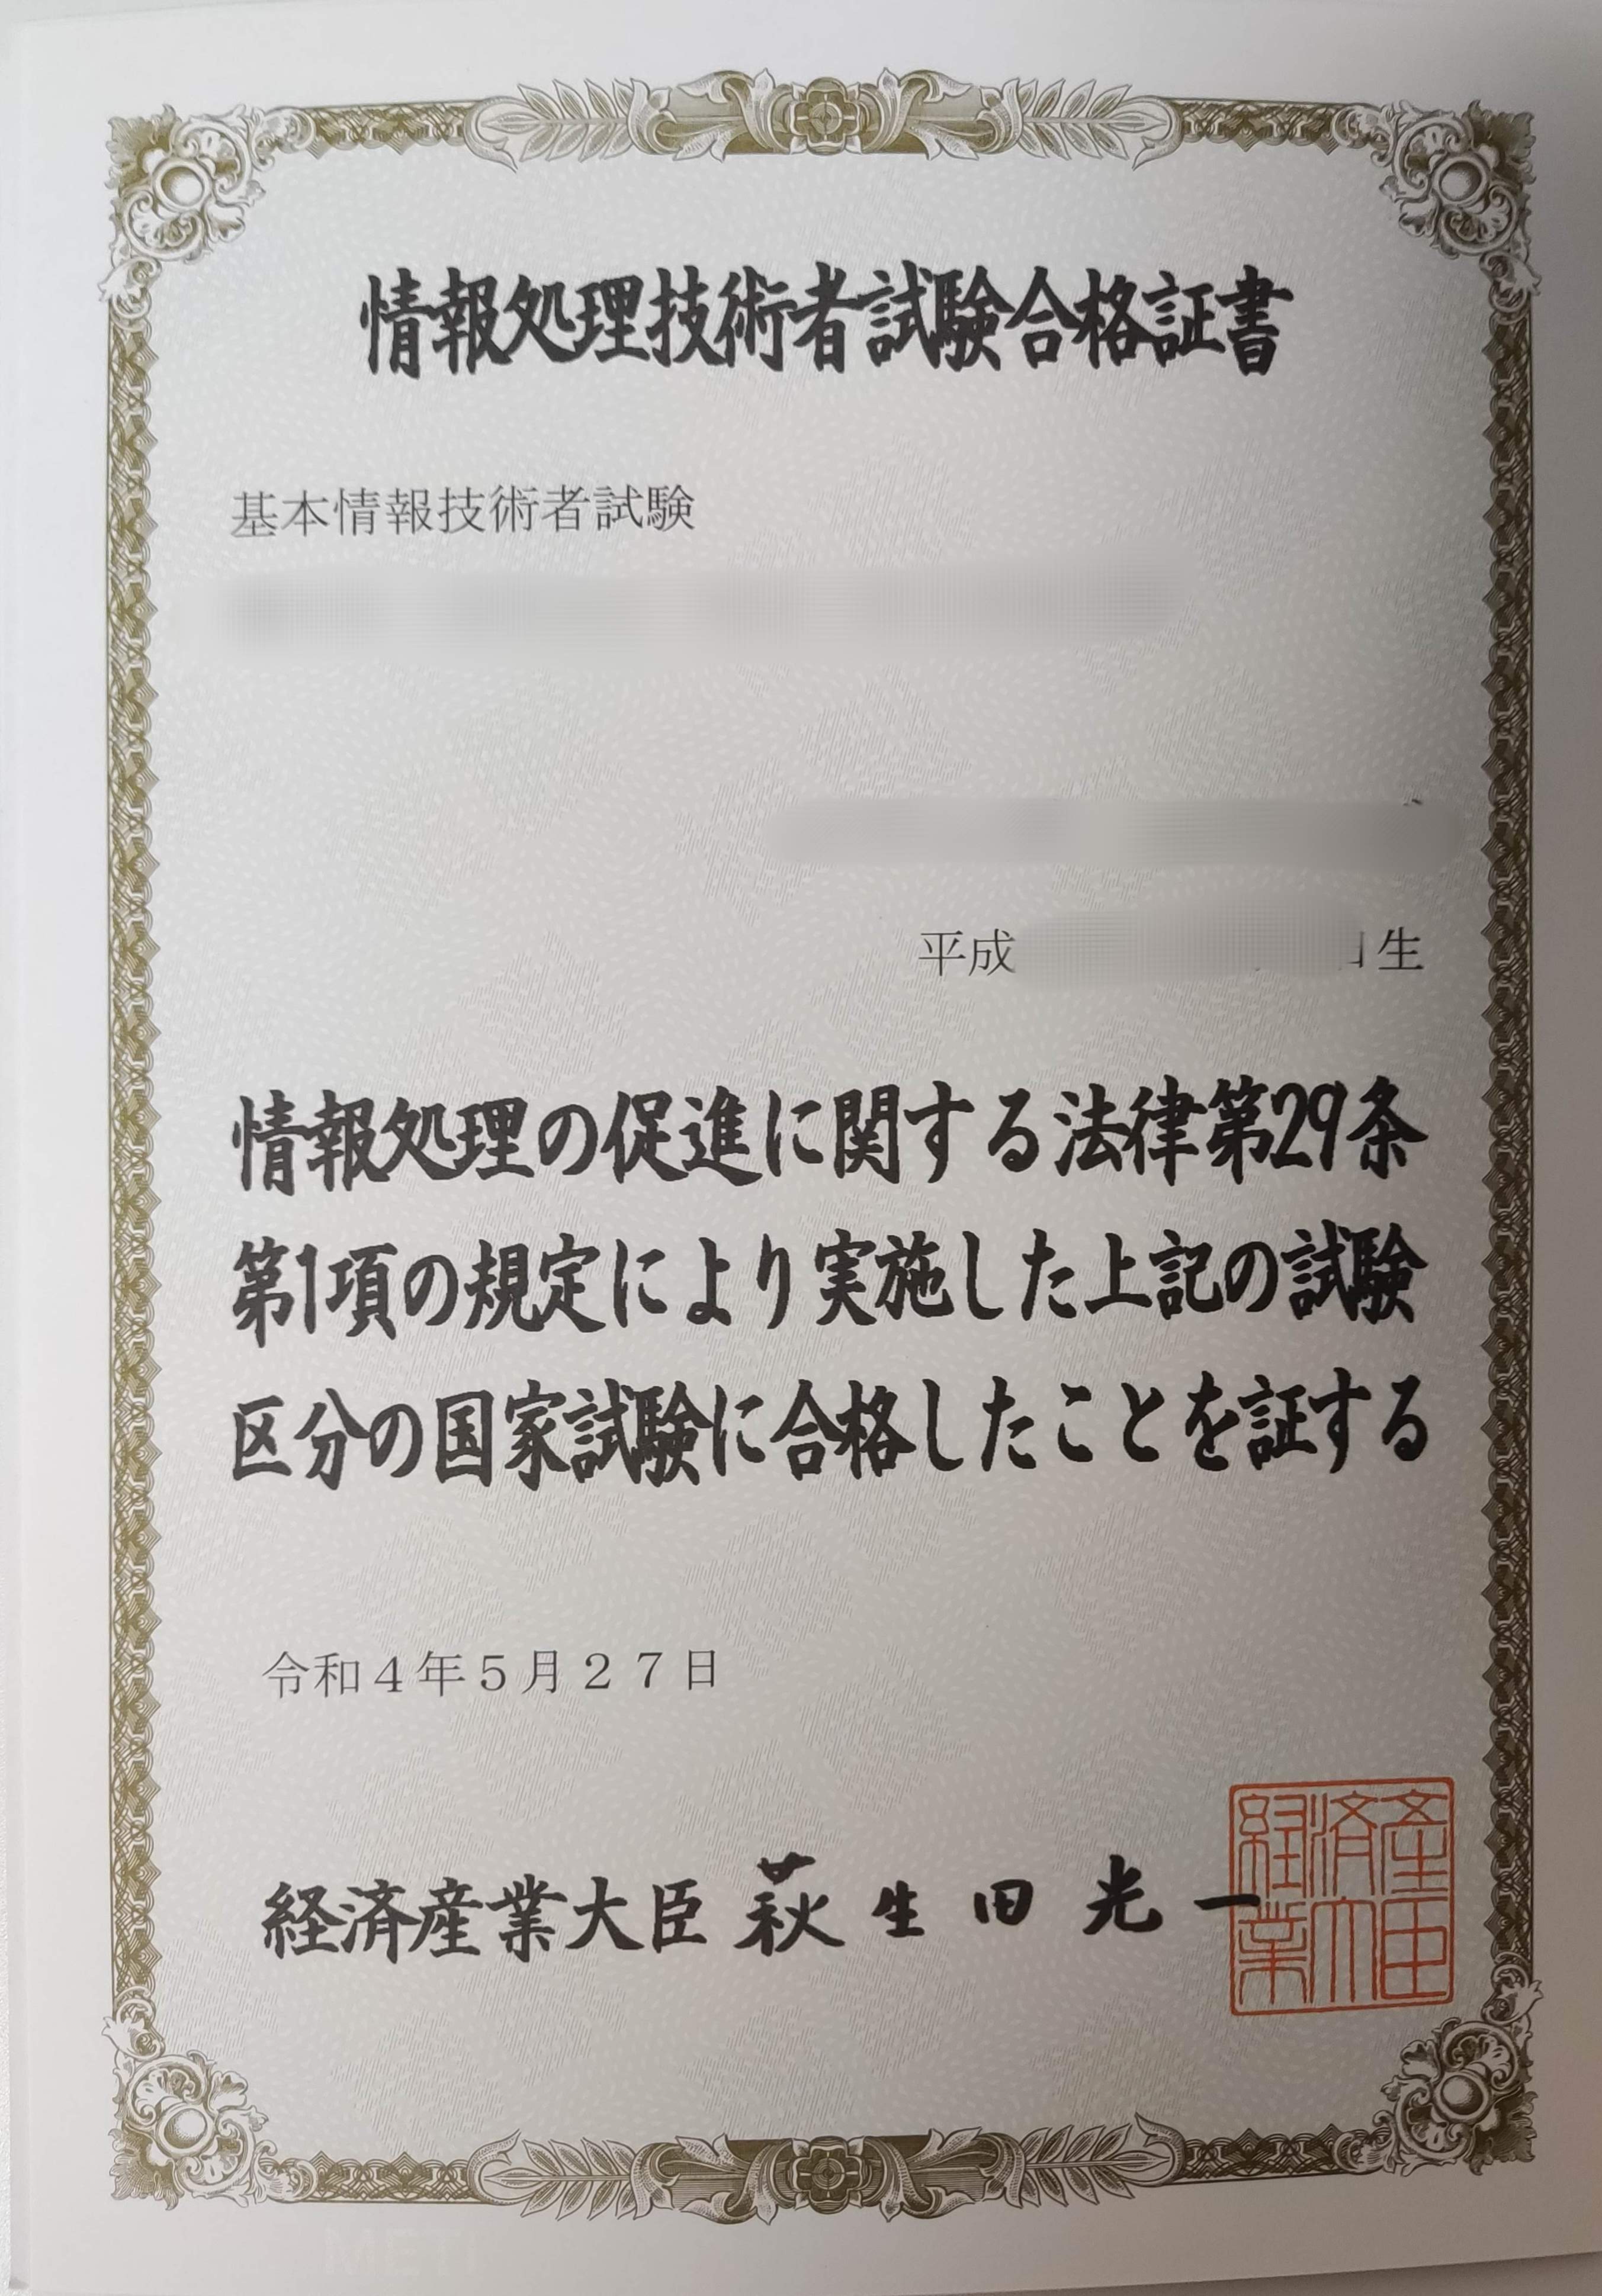 情報処理技術者試験合格証書
基本情報技術者試験
平成
生
情報処理の促進に関する法律第29条
第1項の規定により実施した上記の試験
区分の国家試験に合格したことを証する
令和4年5月27日
経済産業大臣 萩生田光一
経済産業大臣